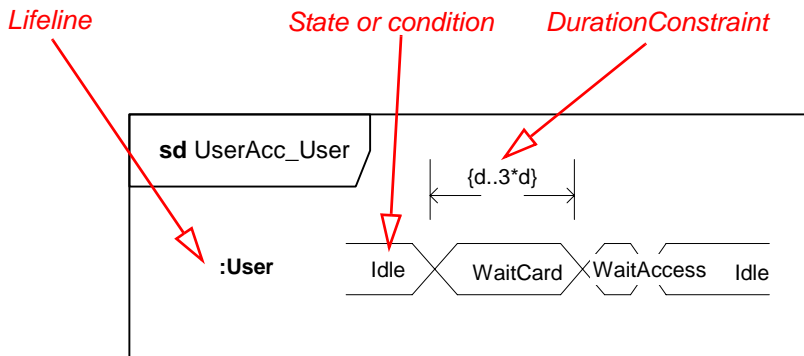 Lifeline State or condition DurationConstraint
sd UserAcc_User
{d..3*d}
:User Idle WaitCard WaitAccess Idle